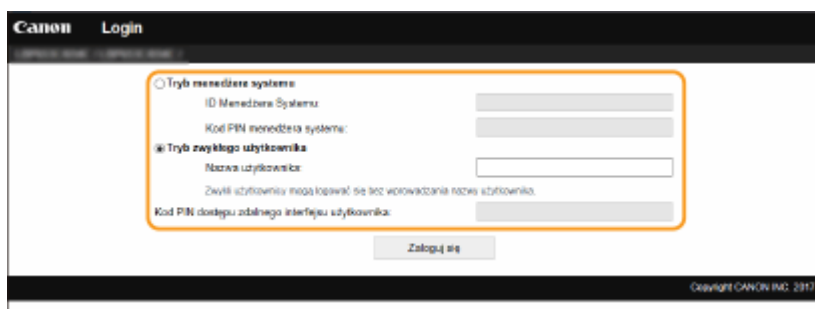 Canon Login
Tryb menedżera systemu
ID Menedżera Systemu:
Kod PIN menedżera systemu:
Tryb zwykłego użytkownika
Nazwa użytkownika:
Zwykli użytkownicy mogą logować się bez wprowadzania nazwy użytkownika.
Kod PIN dostępu zdalnego interfejsu użytkownika:
Zaloguj się
Copyright CANON INC. 2017